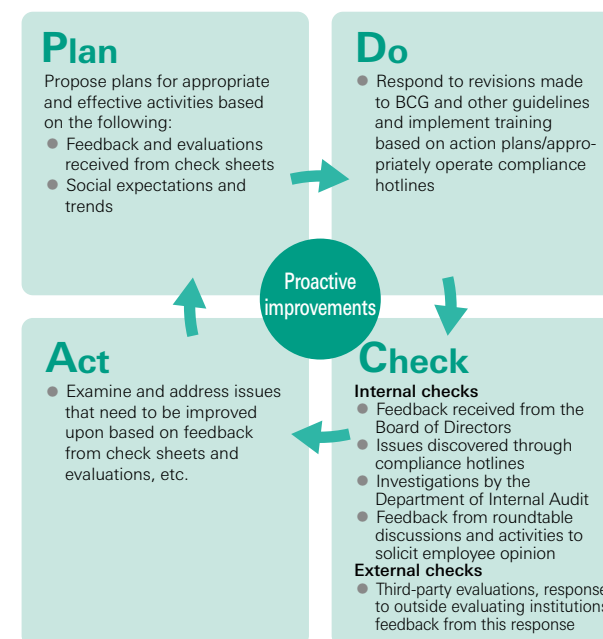 Plan
Propose plans for appropriate
and effective activities based
on the following:
● Feedback and evaluations
received from check sheets
● Social expectations and
trends
Do
● Respond to revisions made
to BCG and other guidelines
and implement training
based on action plans/appro-
priately operate compliance
hotlines
Proactive
improvements
Act
● Examine and address issues
that need to be improved
upon based on feedback
from check sheets and
evaluations, etc.
Check
Internal checks
● Feedback received from the
Board of Directors
● Issues discovered through
compliance hotlines
● Investigations by the
Department of Internal Audit
● Feedback from roundtable
discussions and activities to
solicit employee opinion
External checks
● Third-party evaluations, response
to outside evaluating institutions
feedback from this response